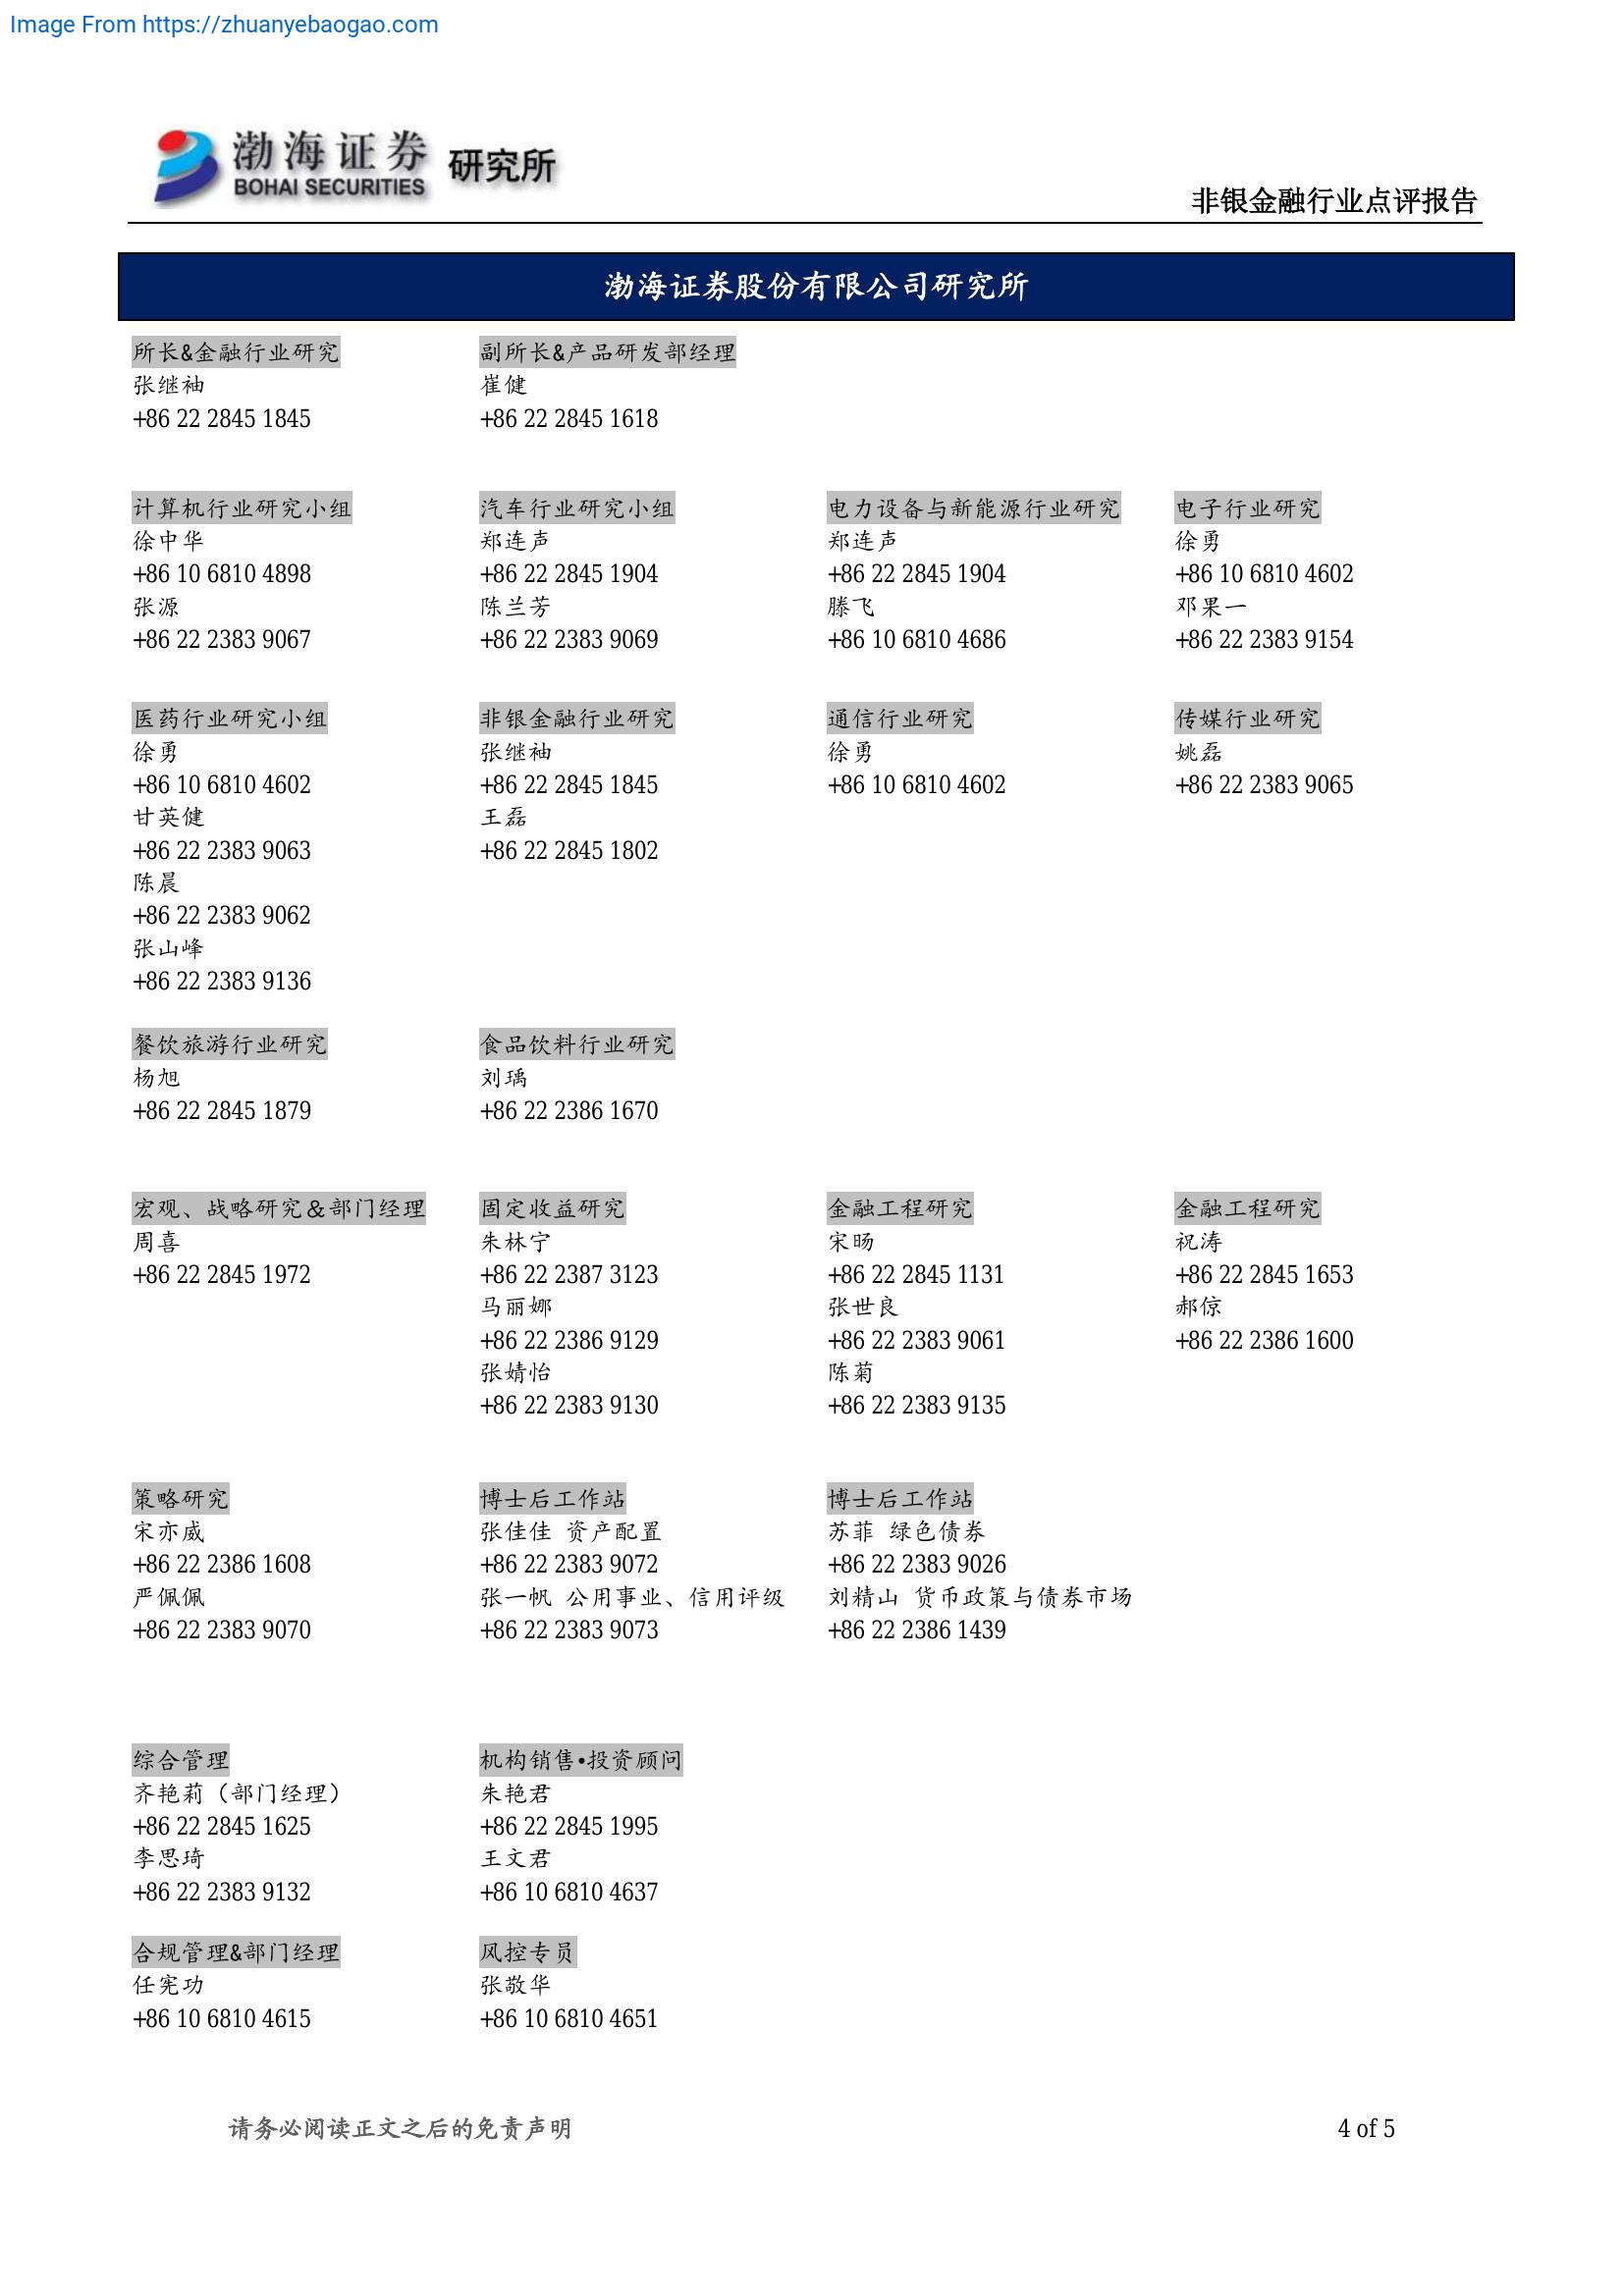 Image From https://zhuanyebaogao.com
渤海证券 研究所
BOHAI SECURITIES
非银金融行业点评报告
渤海证券股份有限公司研究所
所长&金融行业研究
张继袖
+86 22 2845 1845
副所长&产品研发部经理
崔健
+86 22 2845 1618
计算机行业研究小组
徐中华
+86 10 6810 4898
张源
+86 22 2383 9067
汽车行业研究小组
郑连声
+86 22 2845 1904
陈兰芳
+86 22 2383 9069
电力设备与新能源行业研究
郑连声
+86 22 2845 1904
滕飞
+86 10 6810 4686
电子行业研究
徐勇
+86 10 6810 4602
邓果一
+86 22 2383 9154
医药行业研究小组
徐勇
+86 10 6810 4602
甘英健
+86 22 2383 9063
陈晨
+86 22 2383 9062
张山峰
+86 22 2383 9136
非银金融行业研究
张继袖
+86 22 2845 1845
王磊
+86 22 2845 1802
通信行业研究
徐勇
+86 10 6810 4602
传媒行业研究
姚磊
+86 22 2383 9065
餐饮旅游行业研究
杨旭
+86 22 2845 1879
食品饮料行业研究
刘瑀
+86 22 2386 1670
宏观、战略研究＆部门经理
周喜
+86 22 2845 1972
固定收益研究
朱林宁
+86 22 2387 3123
马丽娜
+86 22 2386 9129
张婧怡
+86 22 2383 9130
金融工程研究
宋旸
+86 22 2845 1131
张世良
+86 22 2383 9061
陈菊
+86 22 2383 9135
金融工程研究
祝涛
+86 22 2845 1653
郝倞
+86 22 2386 1600
策略研究
宋亦威
+86 22 2386 1608
严佩佩
+86 22 2383 9070
博士后工作站
张佳佳 资产配置
+86 22 2383 9072
张一帆 公用事业、信用评级
+86 22 2383 9073
博士后工作站
苏菲 绿色债券
+86 22 2383 9026
刘精山 货币政策与债券市场
+86 22 2386 1439
综合管理
齐艳莉（部门经理）
+86 22 2845 1625
李思琦
+86 22 2383 9132
机构销售•投资顾问
朱艳君
+86 22 2845 1995
王文君
+86 10 6810 4637
合规管理&部门经理
任宪功
+86 10 6810 4615
风控专员
张敬华
+86 10 6810 4651
请务必阅读正文之后的免责声明
4 of 5